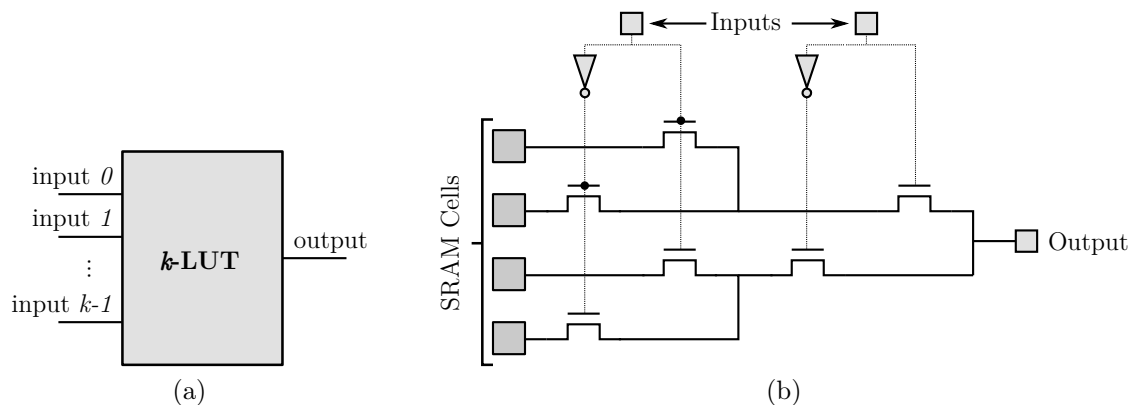 Inputs
input 0
input 1
⋮
input k-1
k-LUT
output
SRAM Cells
Output
(a)
(b)